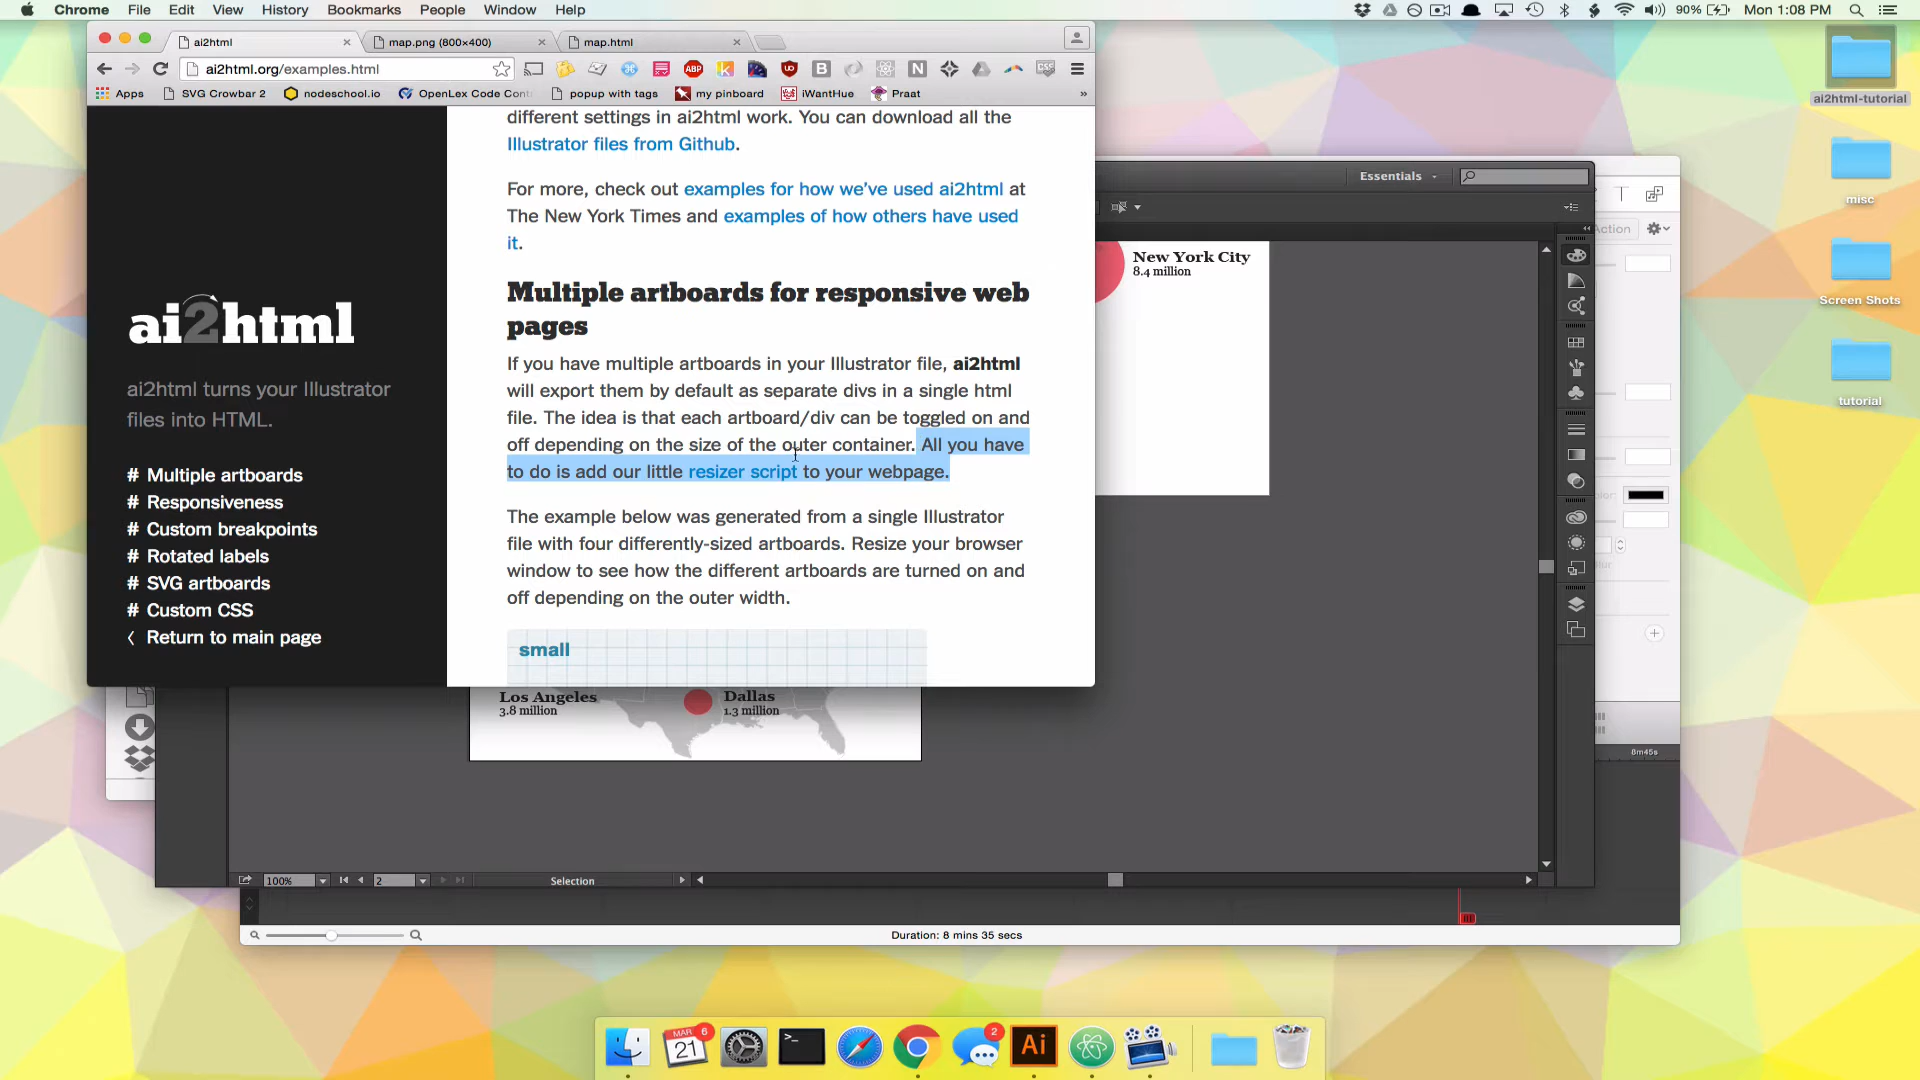 Chrome File Edit View History Bookmarks People Window Help
90% Mon 1:08 PM
ai2html
map.png (800×400)
map.html
ai2html.org/examples.html
Apps SVG Crowbar 2 nodeschool.io OpenLex Code Cont popup with tags my pinboard iWantHue Praat »
different settings in ai2html work. You can download all the
Illustrator files from Github.
For more, check out examples for how we've used ai2html at
The New York Times and examples of how others have used
it.
Multiple artboards for responsive web
pages
If you have multiple artboards in your Illustrator file, ai2html
will export them by default as separate divs in a single html
file. The idea is that each artboard/div can be toggled on and
off depending on the size of the outer container. All you have
to do is add our little resizer script to your webpage.
The example below was generated from a single Illustrator
file with four differently-sized artboards. Resize your browser
window to see how the different artboards are turned on and
off depending on the outer width.
small
ai2html
ai2html turns your Illustrator
files into HTML.
# Multiple artboards
# Responsiveness
# Custom breakpoints
# Rotated labels
# SVG artboards
# Custom CSS
〈 Return to main page
Essentials
Action
New York City
8.4 million
Los Angeles
3.8 million
Dallas
1.3 million
8m45s
100%
2
Selection
Duration: 8 mins 35 secs
ai2html-tutorial
misc
Screen Shots
tutorial
MAR
21
6
2
Ai